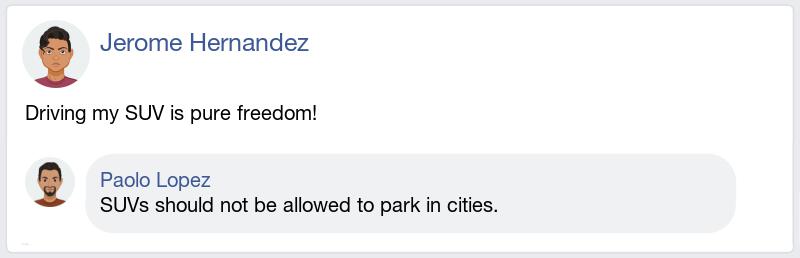 Jerome Hernandez
Driving my SUV is pure freedom!
Paolo Lopez
SUVs should not be allowed to park in cities.